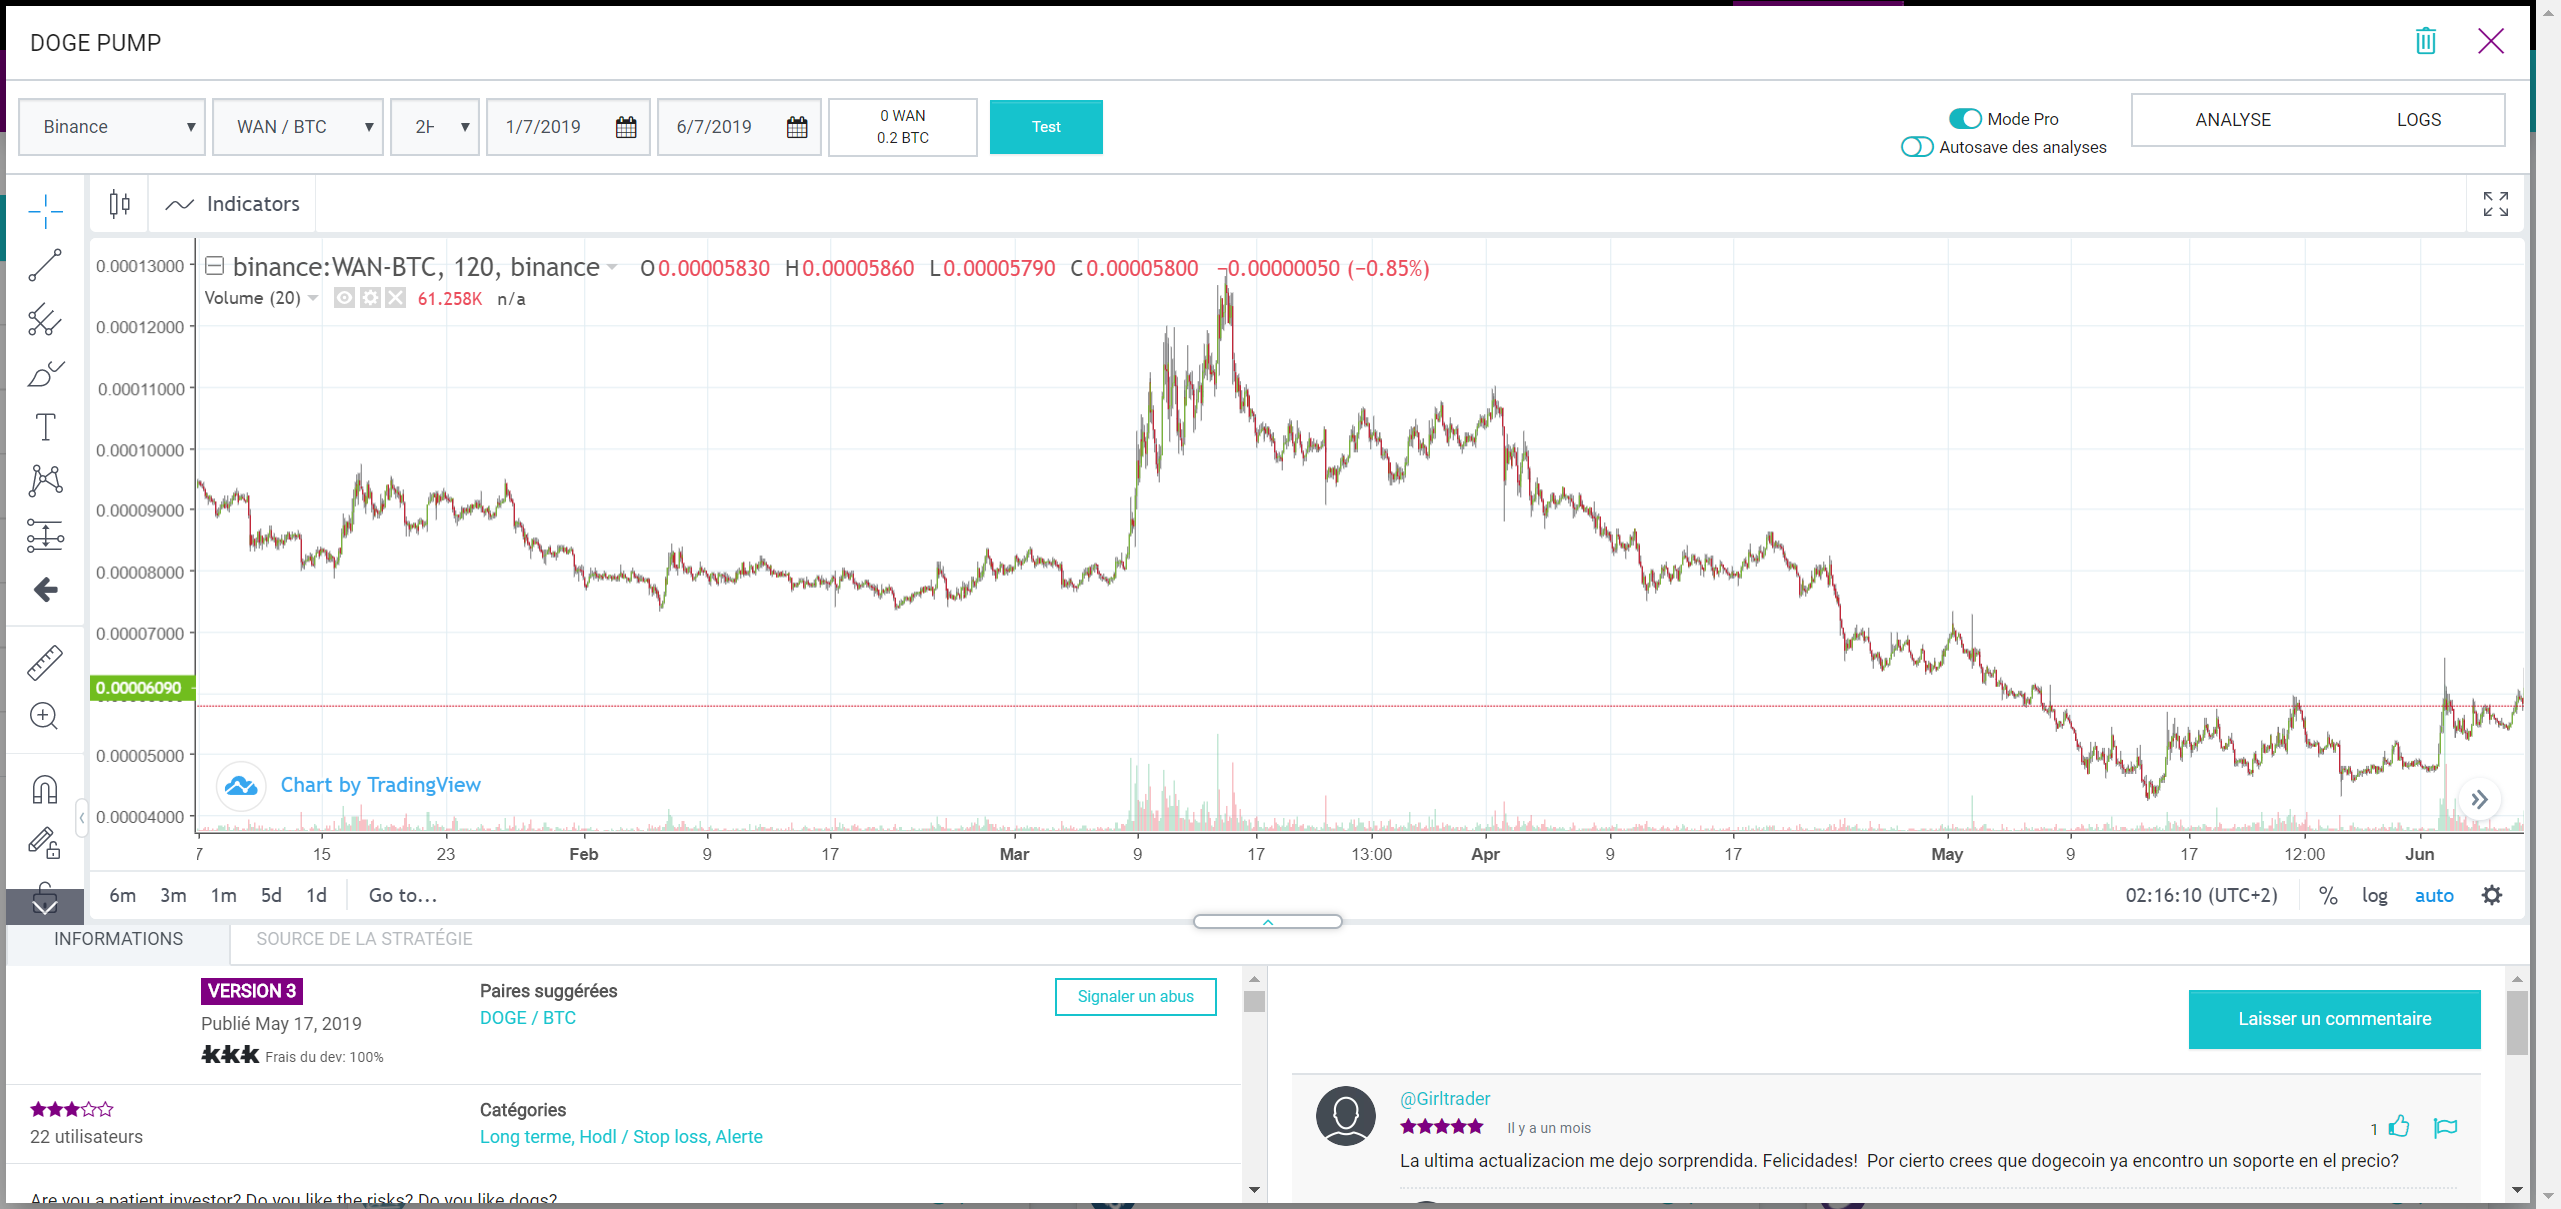 DOGE PUMP
Binance
WAN / BTC
2H
1/7/2019
6/7/2019
0 WAN
0.2 BTC
Test
Mode Pro
Autosave des analyses
ANALYSE
LOGS
Indicators
binance:WAN-BTC, 120, binance
O0.00005830 H0.00005860 L0.00005790 C0.00005800 −0.00000050 (−0.85%)
Volume (20) 61.258K n/a
0.00013000
0.00012000
0.00011000
0.00010000
0.00009000
0.00008000
0.00007000
0.00006090
0.00005000
0.00004000
Chart by TradingView
7 15 23 Feb 9 17 Mar 9 17 13:00 Apr 9 17 May 9 17 12:00 Jun
6m 3m 1m 5d 1d Go to...
02:16:10 (UTC+2) % log auto
INFORMATIONS
SOURCE DE LA STRATÉGIE
VERSION 3
Publié May 17, 2019
Frais du dev: 100%
Paires suggérées
DOGE / BTC
Signaler un abus
22 utilisateurs
Catégories
Long terme, Hodl / Stop loss, Alerte
Are you a patient investor? Do you like the risks? Do you like dogs?
Laisser un commentaire
@Girltrader
Il y a un mois
1
La ultima actualizacion me dejo sorprendida. Felicidades! Por cierto crees que dogecoin ya encontro un soporte en el precio?